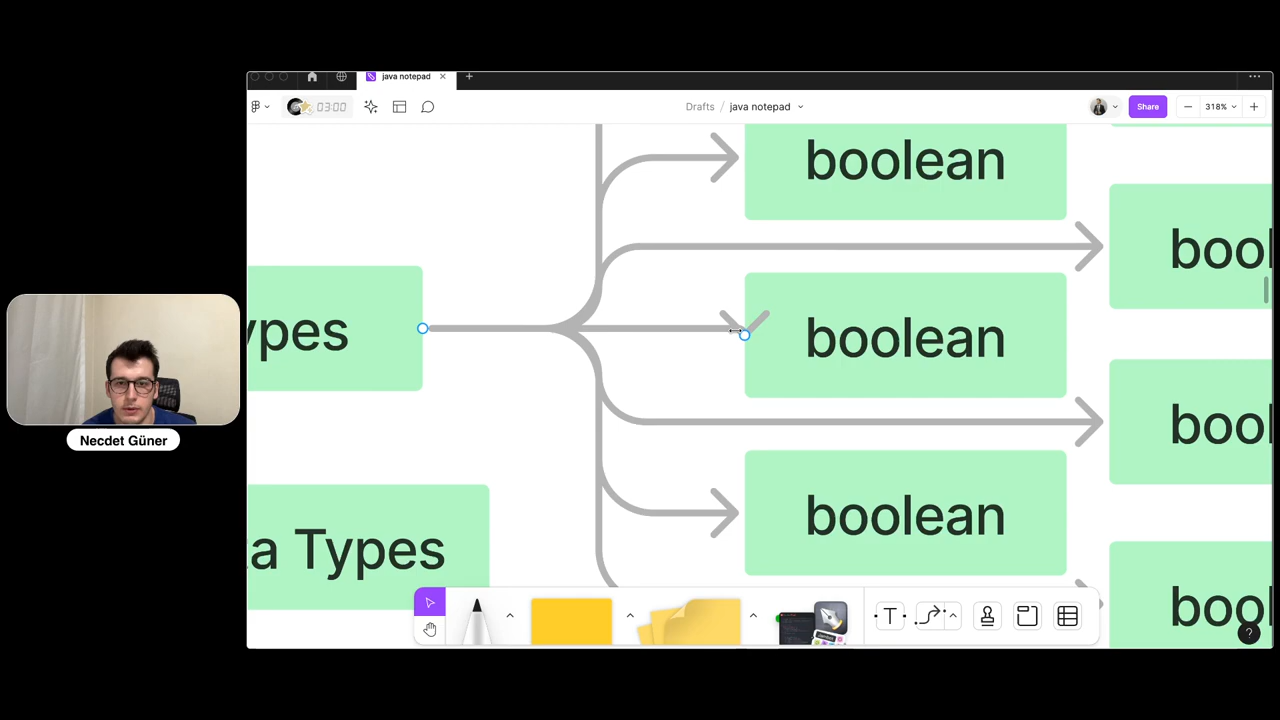 java notepad
03:00
Drafts / java notepad
Share
318%
boolean
bool
ypes
boolean
bool
boolean
a Types
bool
?
T
Necdet Güner